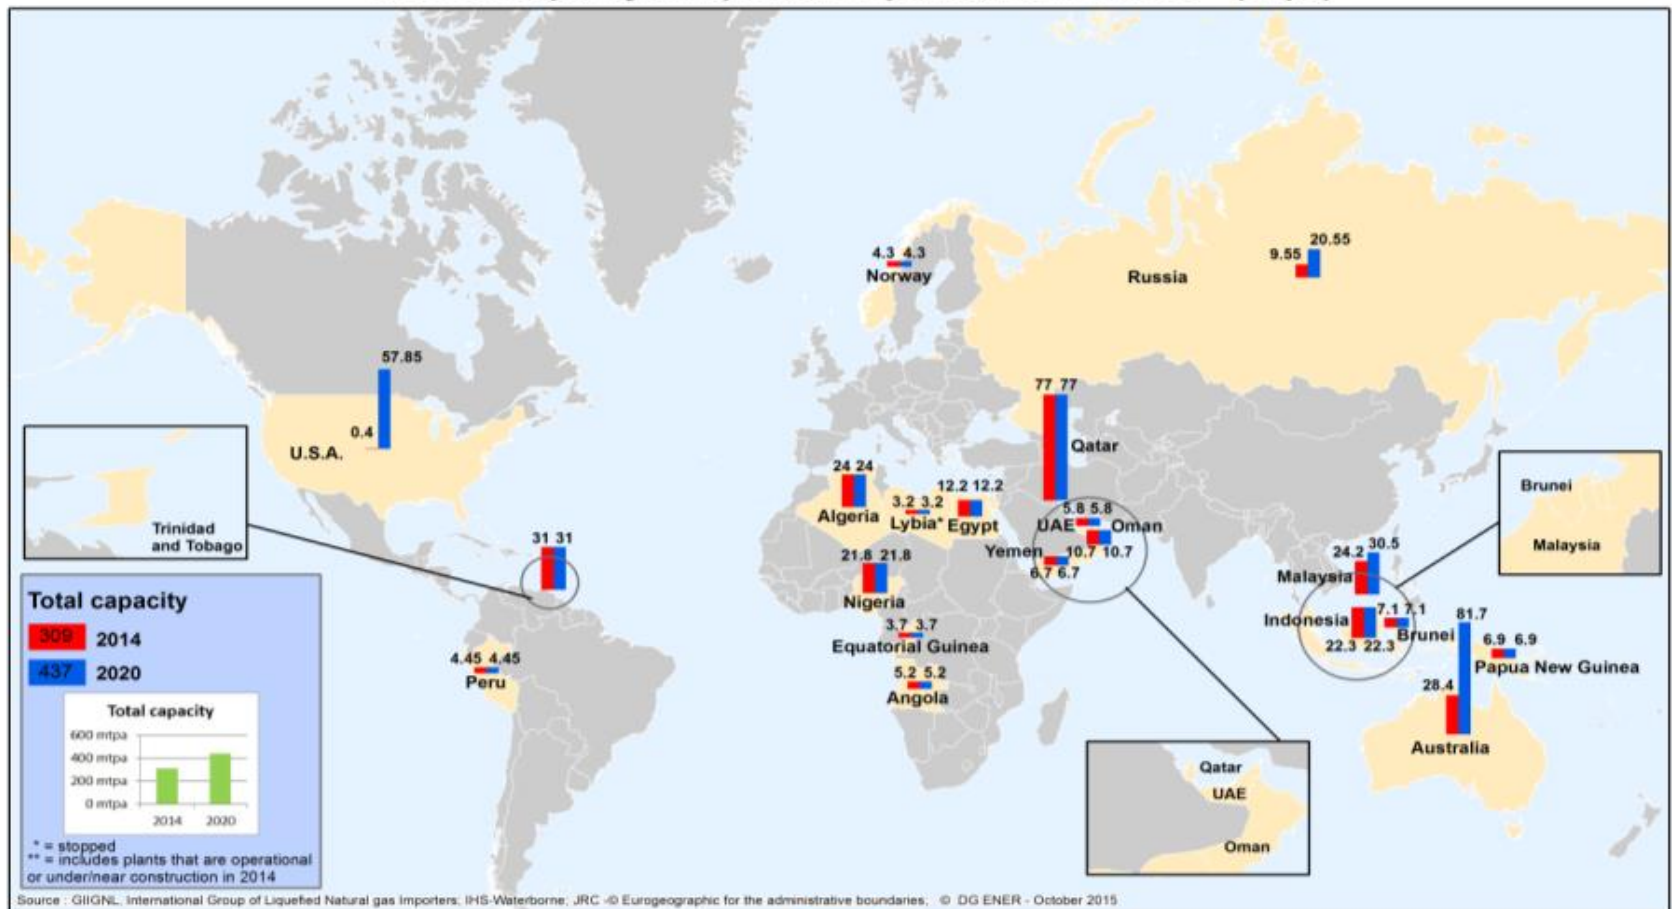 4.3 4.3
Norway
9.55
20.55
Russia
57.85
0.4
U.S.A.
77 77
Qatar
24 24
Algeria
3.2 3.2
Lybia*
12.2 12.2
Egypt
5.8 5.8
UAE
Oman
10.7 10.7
Yemen
6.7 6.7
Trinidad
and Tobago
31 31
21.8 21.8
Nigeria
3.7 3.7
Equatorial Guinea
5.2 5.2
Angola
4.45 4.45
Peru
Brunei
Malaysia
24.2
30.5
Malaysia
Indonesia
22.3 22.3
7.1 7.1
Brunei
81.7
28.4
Australia
6.9 6.9
Papua New Guinea
Qatar
UAE
Oman
Total capacity
309 2014
437 2020
Total capacity
600 mtpa
400 mtpa
200 mtpa
0 mtpa
2014 2020
* = stopped
** = includes plants that are operational
or under/near construction in 2014
Source : GIIGNL, International Group of Liquefied Natural gas Importers; IHS-Waterborne; JRC -© Eurogeographic for the administrative boundaries; © DG ENER - October 2015